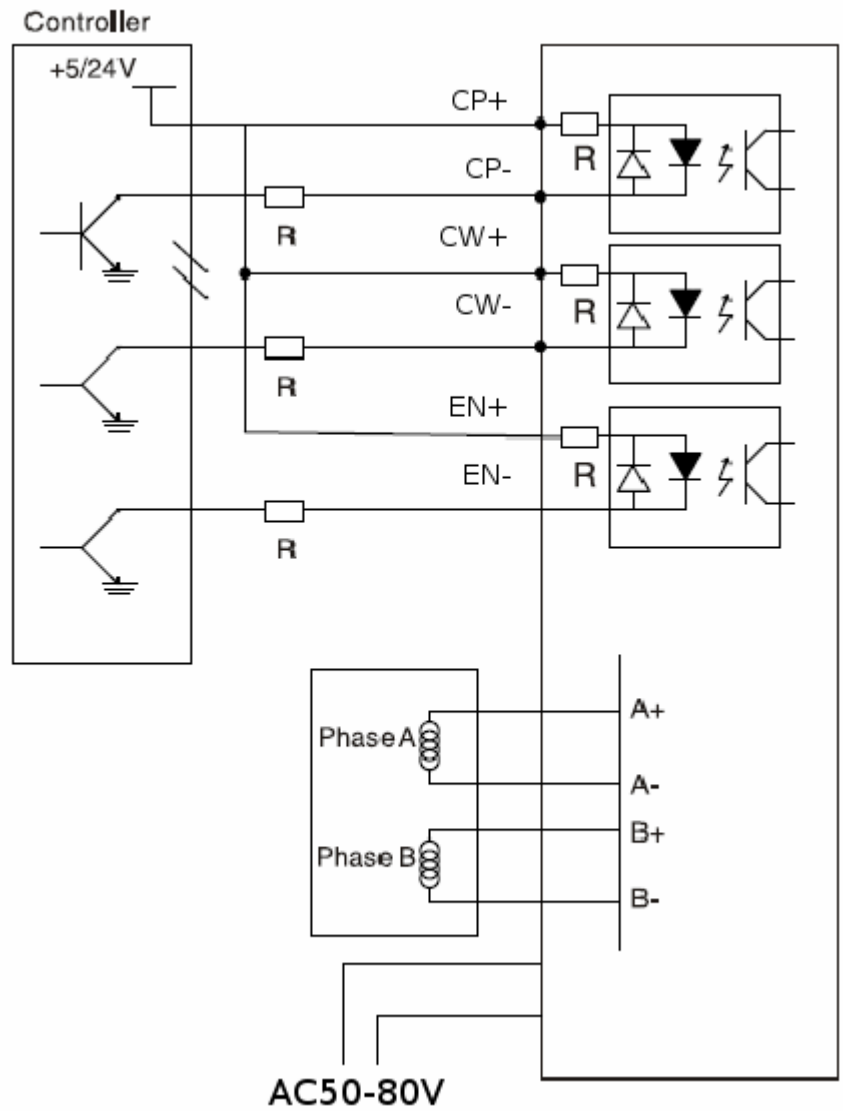 Controller
+5/24V
CP+
R
CP-
R
CW+
R
CW-
R
EN+
R
EN-
R
Phase A
A+
A-
Phase B
B+
B-
AC50-80V